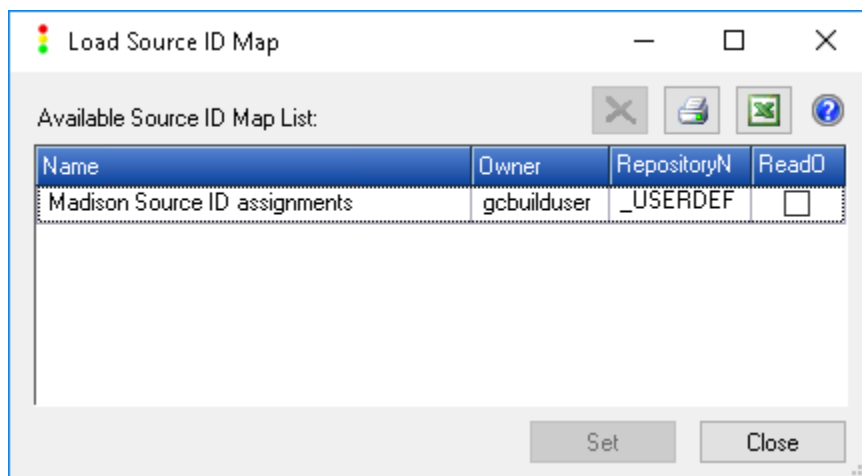 Load Source ID Map
Available Source ID Map List:
Name Owner RepositoryN ReadO
Madison Source ID assignments gcbuilduser _USERDEF
Set Close